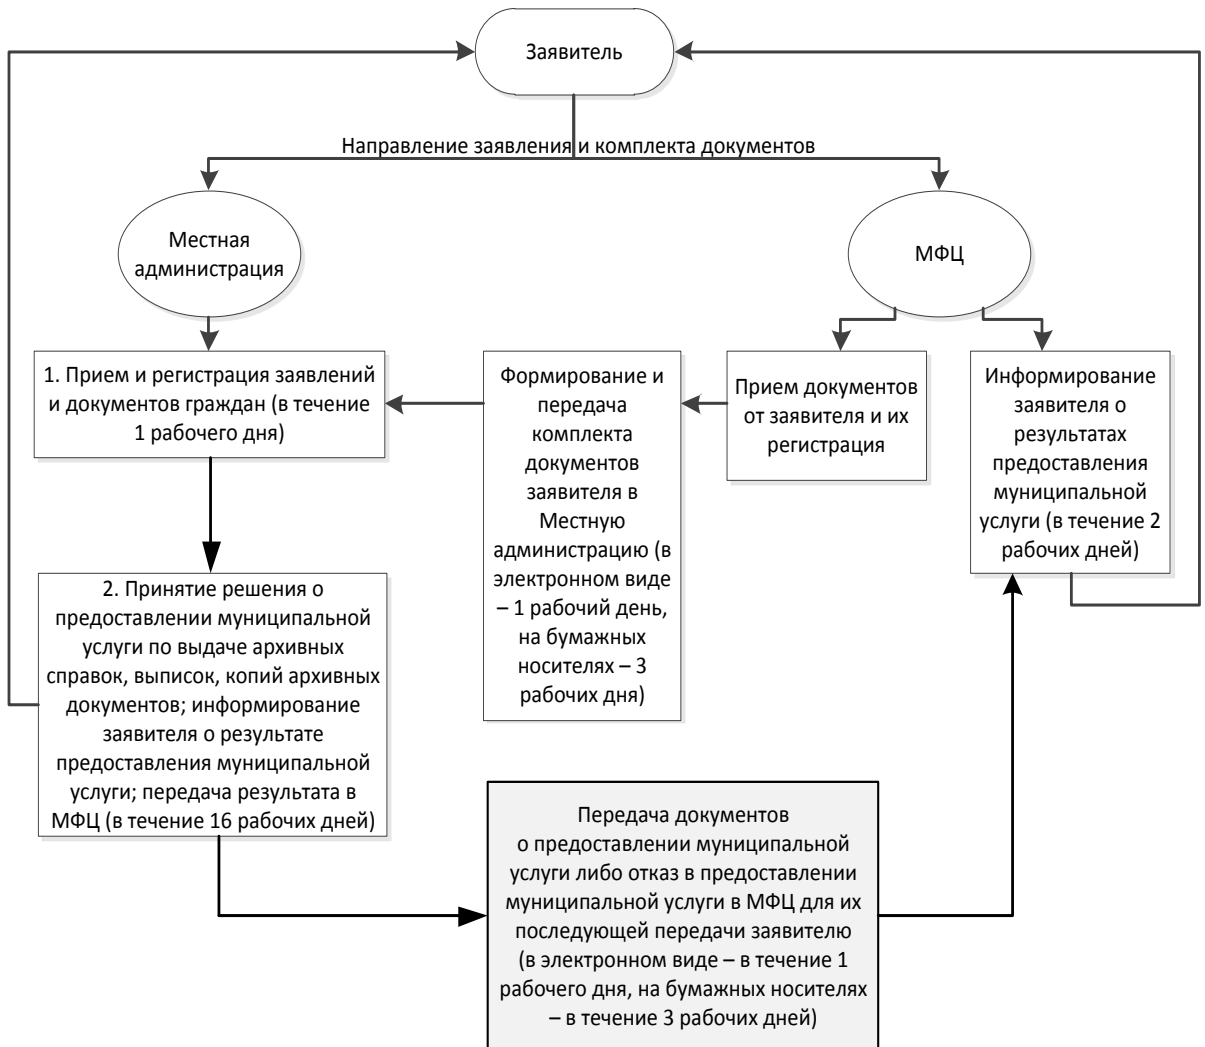 Заявитель
Направление заявления и комплекта документов
Местная
администрация
МФЦ
1. Прием и регистрация заявлений
и документов граждан (в течение
1 рабочего дня)
Формирование и
передача
комплекта
документов
заявителя в
Местную
администрацию (в
электронном виде
– 1 рабочий день,
на бумажных
носителях – 3
рабочих дня)
Прием документов
от заявителя и их
регистрация
Информирование
заявителя о
результатах
предоставления
муниципальной
услуги (в течение 2
рабочих дней)
2. Принятие решения о
предоставлении муниципальной
услуги по выдаче архивных
справок, выписок, копий архивных
документов; информирование
заявителя о результате
предоставления муниципальной
услуги; передача результата в
МФЦ (в течение 16 рабочих дней)
Передача документов
о предоставлении муниципальной
услуги либо отказ в предоставлении
муниципальной услуги в МФЦ для их
последующей передачи заявителю
(в электронном виде – в течение 1
рабочего дня, на бумажных носителях
– в течение 3 рабочих дней)